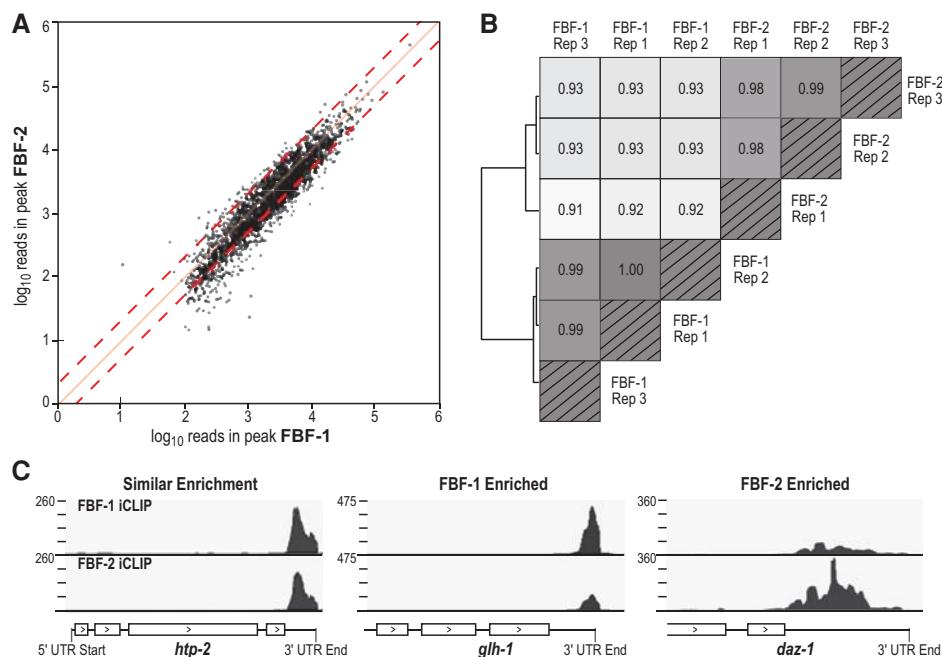 A
6
5
4
3
2
1
0
log10 reads in peak FBF-2
0 1 2 3 4 5 6
log10 reads in peak FBF-1
B
FBF-1 Rep 3
FBF-1 Rep 1
FBF-1 Rep 2
FBF-2 Rep 1
FBF-2 Rep 2
FBF-2 Rep 3
0.93 0.93 0.93 0.98 0.99
FBF-2 Rep 3
0.93 0.93 0.93 0.98
FBF-2 Rep 2
0.91 0.92 0.92
FBF-2 Rep 1
0.99 1.00
FBF-1 Rep 2
0.99
FBF-1 Rep 1
FBF-1 Rep 3
C
Similar Enrichment
260
FBF-1 iCLIP
260
FBF-2 iCLIP
> > > >
5' UTR Start
htp-2
3' UTR End
FBF-1 Enriched
475
475
> > >
glh-1
3' UTR End
FBF-2 Enriched
360
360
> >
daz-1
3' UTR End